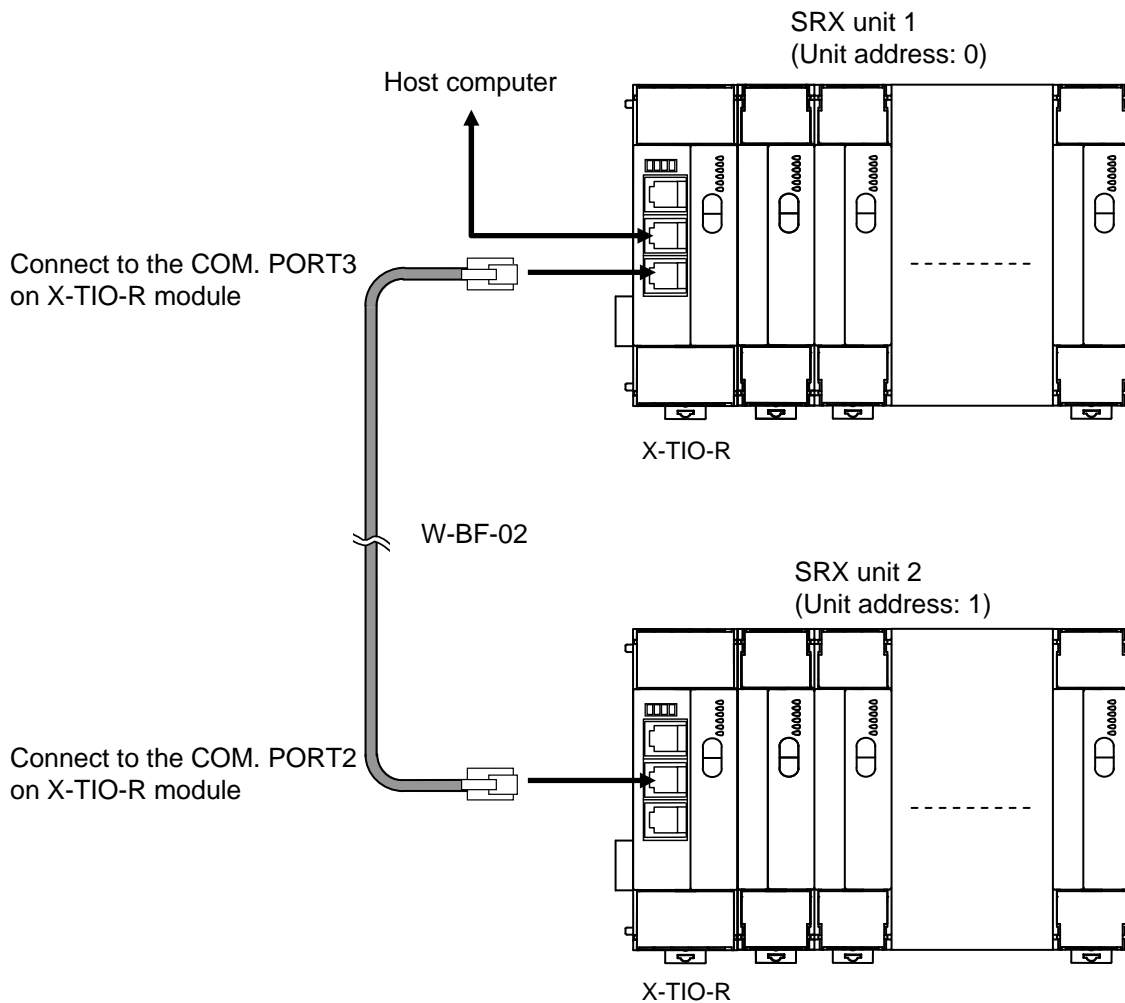 SRX unit 1
(Unit address: 0)
Host computer
Connect to the COM. PORT3
on X-TIO-R module
X-TIO-R
W-BF-02
SRX unit 2
(Unit address: 1)
Connect to the COM. PORT2
on X-TIO-R module
X-TIO-R